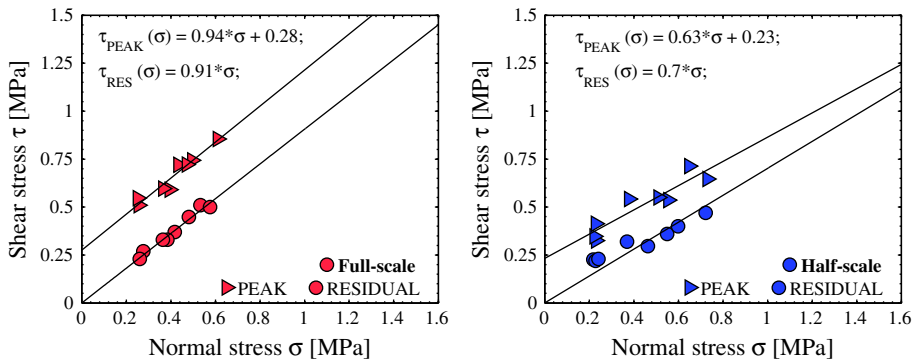 τPEAK (σ) = 0.94*σ + 0.28;
τRES (σ) = 0.91*σ;
Shear stress τ [MPa]
1.5
1.25
1
0.75
0.5
0.25
0
Full-scale
PEAK RESIDUAL
0 0.2 0.4 0.6 0.8 1.0 1.2 1.4 1.6
Normal stress σ [MPa]
τPEAK (σ) = 0.63*σ + 0.23;
τRES (σ) = 0.7*σ;
Shear stress τ [MPa]
1.5
1.25
1
0.75
0.5
0.25
0
Half-scale
PEAK RESIDUAL
0 0.2 0.4 0.6 0.8 1.0 1.2 1.4 1.6
Normal stress σ [MPa]